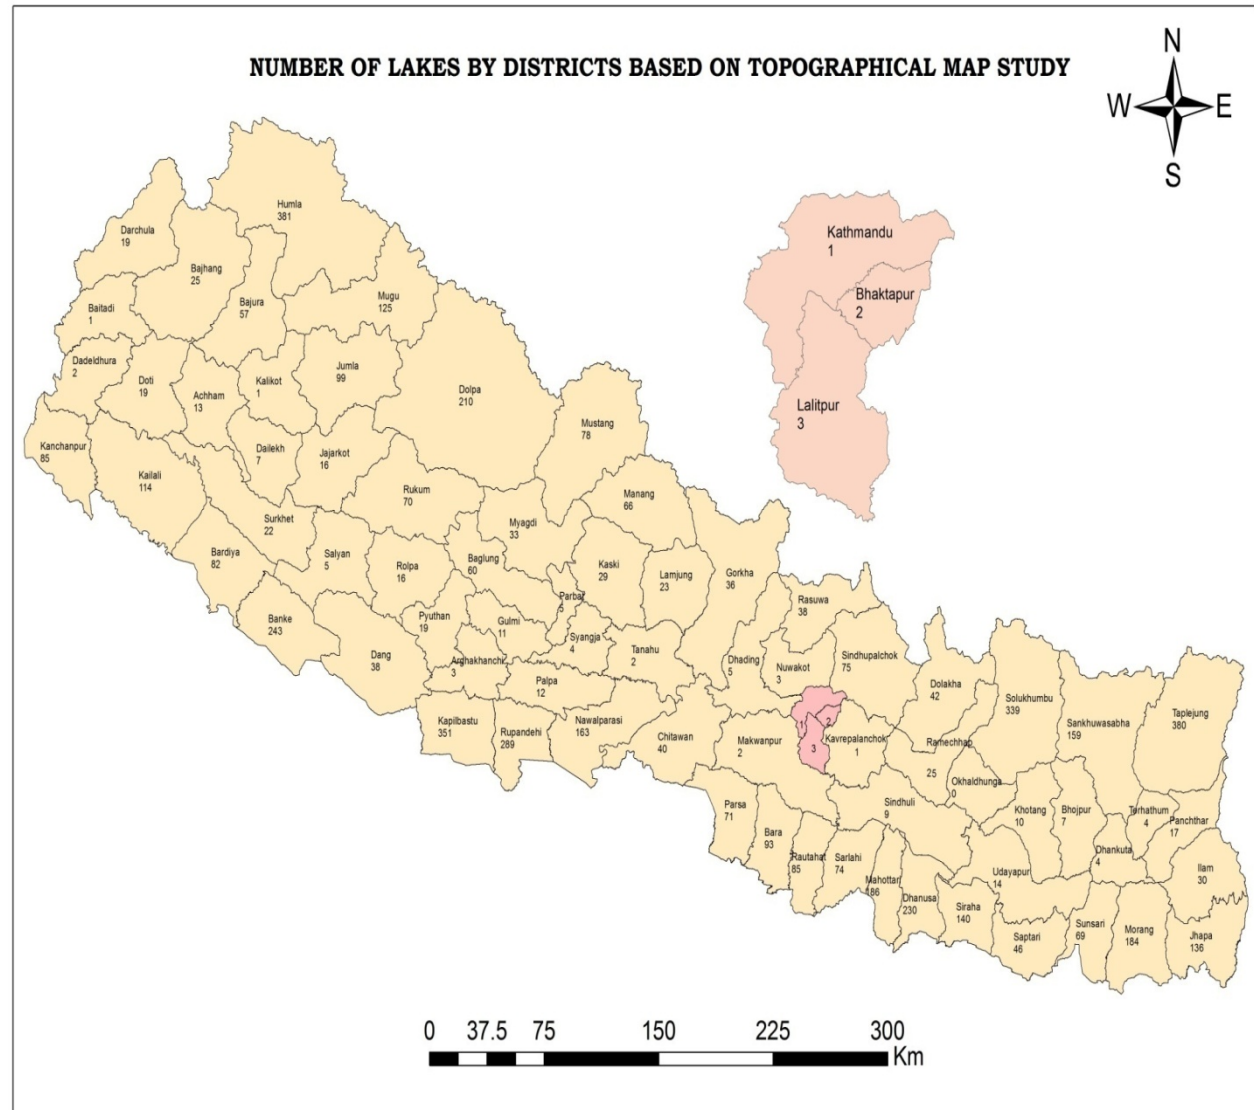 NUMBER OF LAKES BY DISTRICTS BASED ON TOPOGRAPHICAL MAP STUDY
N
W
E
S
Humla
381
Darchula
19
Bajhang
25
Bajura
57
Mugu
125
Baitadi
1
Dadeldhura
2
Doti
19
Achham
13
Kalikot
1
Jumla
99
Dolpa
210
Mustang
78
Kanchanpur
85
Kailali
114
Dailekh
7
Jajarkot
16
Rukum
70
Manang
66
Surkhet
22
Myagdi
33
Bardiya
82
Salyan
5
Rolpa
16
Baglung
60
Kaski
29
Lamjung
23
Gorkha
36
Parbat
5
Rasuwa
38
Banke
243
Dang
38
Pyuthan
19
Gulmi
11
Syangja
4
Tanahu
2
Arghakhanchi
3
Palpa
12
Dhading
5
Nuwakot
3
Sindhupalchok
75
Dolakha
42
Solukhumbu
339
Sankhuwasabha
159
Taplejung
380
Kapilbastu
351
Rupandehi
289
Nawalparasi
163
Chitawan
40
Makwanpur
2
1
2
3
Kavrepalanchok
1
Ramechhap
25
Okhaldhunga
0
Khotang
10
Bhojpur
7
Terhathum
4
Panchthar
17
Dhankuta
4
Ilam
30
Parsa
71
Bara
93
Rautahat
85
Sarlahi
74
Sindhuli
9
Mahottari
186
Dhanusa
230
Siraha
140
Udayapur
14
Saptari
46
Sunsari
69
Morang
184
Jhapa
136
Kathmandu
1
Bhaktapur
2
Lalitpur
3
0 37.5 75 150 225 300
Km